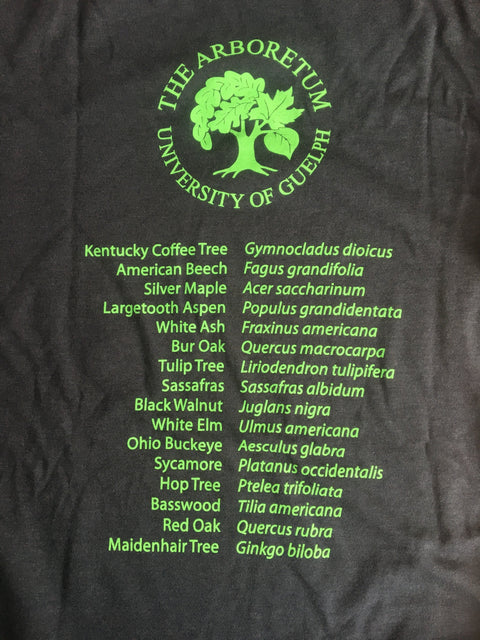 THE ARBORETUM
UNIVERSITY OF GUELPH
Kentucky Coffee Tree Gymnocladus dioicus
American Beech Fagus grandifolia
Silver Maple Acer saccharinum
Largetooth Aspen Populus grandidentata
White Ash Fraxinus americana
Bur Oak Quercus macrocarpa
Tulip Tree Liriodendron tulipifera
Sassafras Sassafras albidum
Black Walnut Juglans nigra
White Elm Ulmus americana
Ohio Buckeye Aesculus glabra
Sycamore Platanus occidentalis
Hop Tree Ptelea trifoliata
Basswood Tilia americana
Red Oak Quercus rubra
Maidenhair Tree Ginkgo biloba